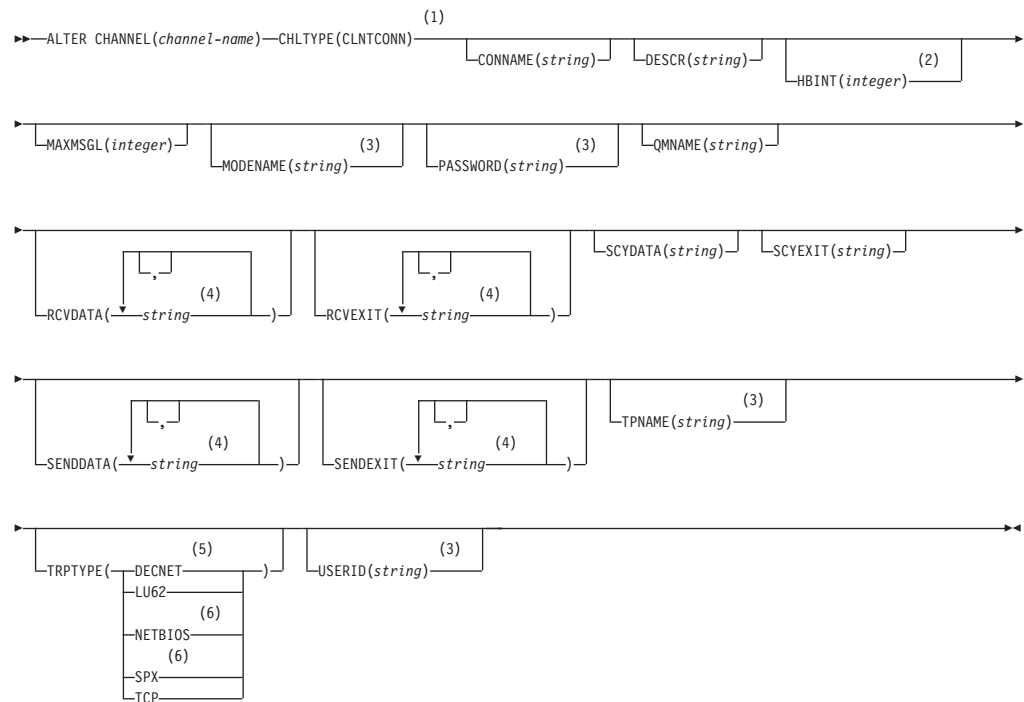 (1)
ALTER CHANNEL(channel-name) CHLTYPE(CLNTCONN)
CONNAME(string) DESCR(string) (2)
HBINT(integer)
MAXMSGL(integer) (3) (3) QMNAME(string)
MODENAME(string) PASSWORD(string)
, , SCYDATA(string) SCYEXIT(string)
(4) (4)
RCVDATA( string ) RCVEXIT( string )
, , (3)
(4) (4) TPNAME(string)
SENDDATA( string ) SENDEXIT( string )
(5) (3)
TRPTYPE( DECNET ) USERID(string)
LU62
(6)
NETBIOS
(6)
SPX
TCP